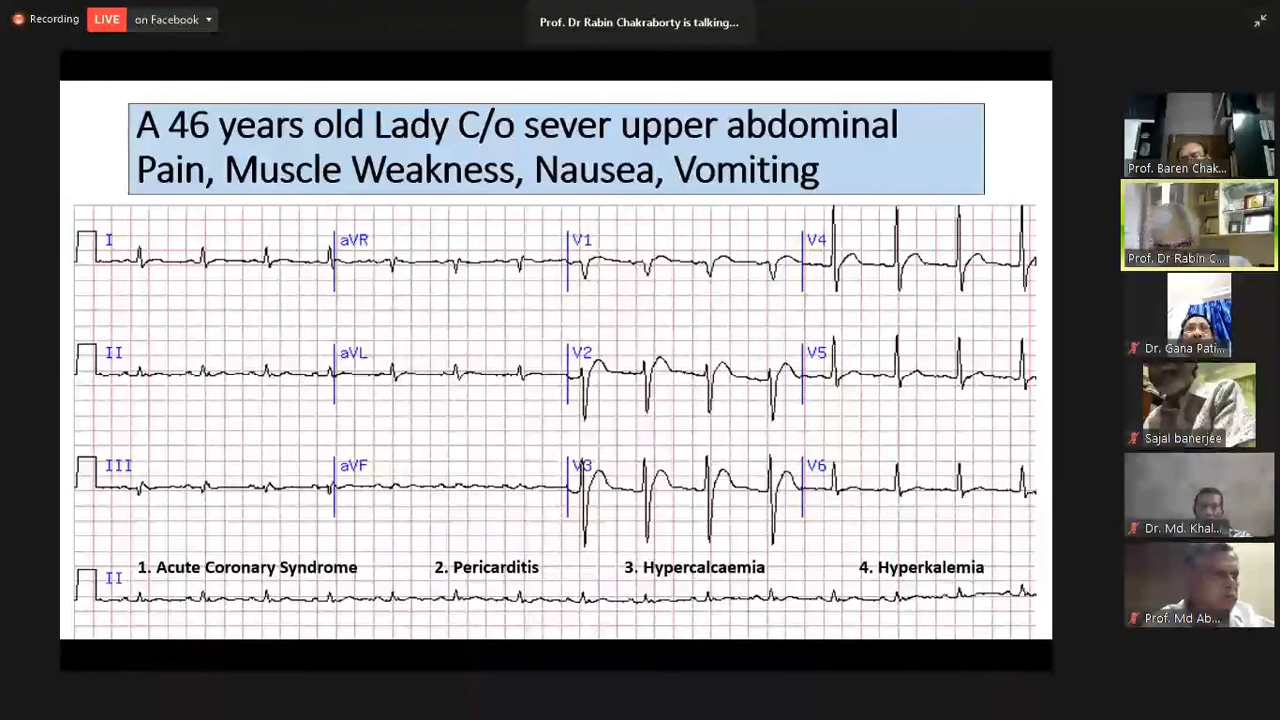 Recording
LIVE on Facebook
Prof. Dr Rabin Chakraborty is talking...
A 46 years old Lady C/o sever upper abdominal
Pain, Muscle Weakness, Nausea, Vomiting
I aVR V1 V4
II aVL V2 V5
III aVF V3 V6
1. Acute Coronary Syndrome 2. Pericarditis 3. Hypercalcaemia 4. Hyperkalemia
II
Prof. Baren Chak...
Prof. Dr Rabin C...
Dr. Gana Pati...
Sajal banerjee
Dr. Md. Khal...
Prof. Md Ab...